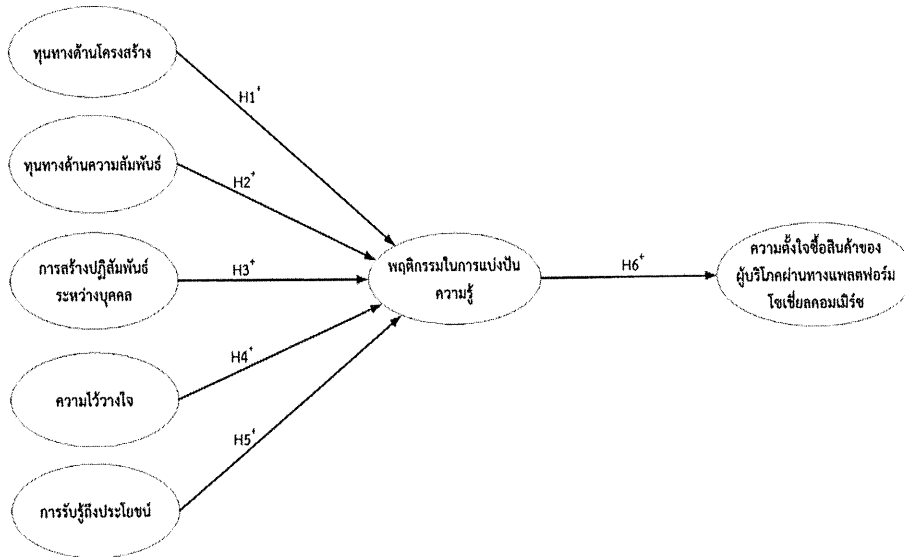 ทุนทางด้านโครงสร้าง
H1+
ทุนทางด้านความสัมพันธ์
H2+
การสร้างปฏิสัมพันธ์
ระหว่างบุคคล
H3+
พฤติกรรมในการแบ่งปัน
ความรู้
H6+
ความตั้งใจซื้อสินค้าของ
ผู้บริโภคผ่านทางแพลตฟอร์ม
โซเชี่ยลคอมเมิร์ซ
ความไว้วางใจ
H4+
การรับรู้ถึงประโยชน์
H5+